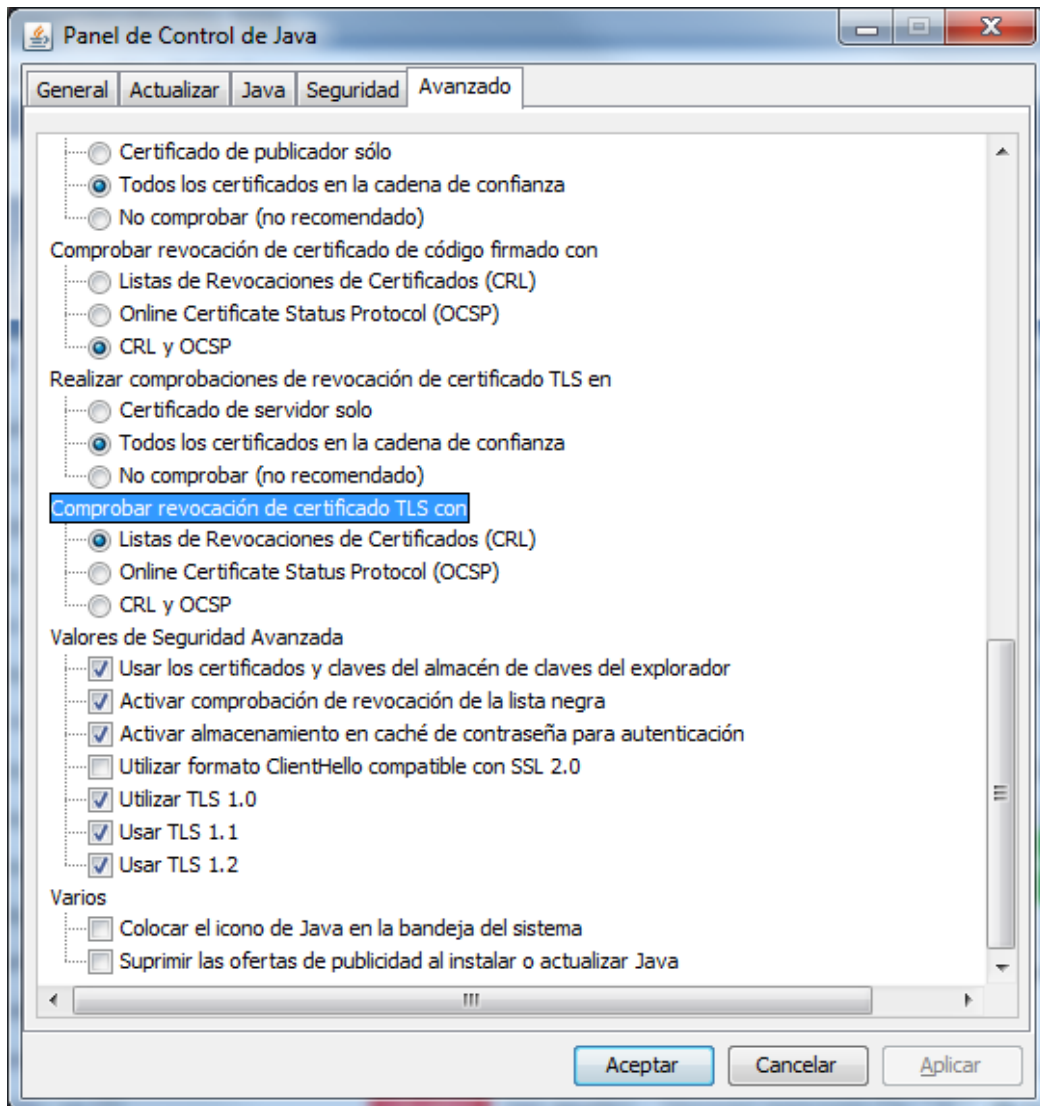 Panel de Control de Java
General Actualizar Java Seguridad Avanzado
Certificado de publicador sólo
Todos los certificados en la cadena de confianza
No comprobar (no recomendado)
Comprobar revocación de certificado de código firmado con
Listas de Revocaciones de Certificados (CRL)
Online Certificate Status Protocol (OCSP)
CRL y OCSP
Realizar comprobaciones de revocación de certificado TLS en
Certificado de servidor solo
Todos los certificados en la cadena de confianza
No comprobar (no recomendado)
Comprobar revocación de certificado TLS con
Listas de Revocaciones de Certificados (CRL)
Online Certificate Status Protocol (OCSP)
CRL y OCSP
Valores de Seguridad Avanzada
Usar los certificados y claves del almacén de claves del explorador
Activar comprobación de revocación de la lista negra
Activar almacenamiento en caché de contraseña para autenticación
Utilizar formato ClientHello compatible con SSL 2.0
Utilizar TLS 1.0
Usar TLS 1.1
Usar TLS 1.2
Varios
Colocar el icono de Java en la bandeja del sistema
Suprimir las ofertas de publicidad al instalar o actualizar Java
Aceptar Cancelar Aplicar